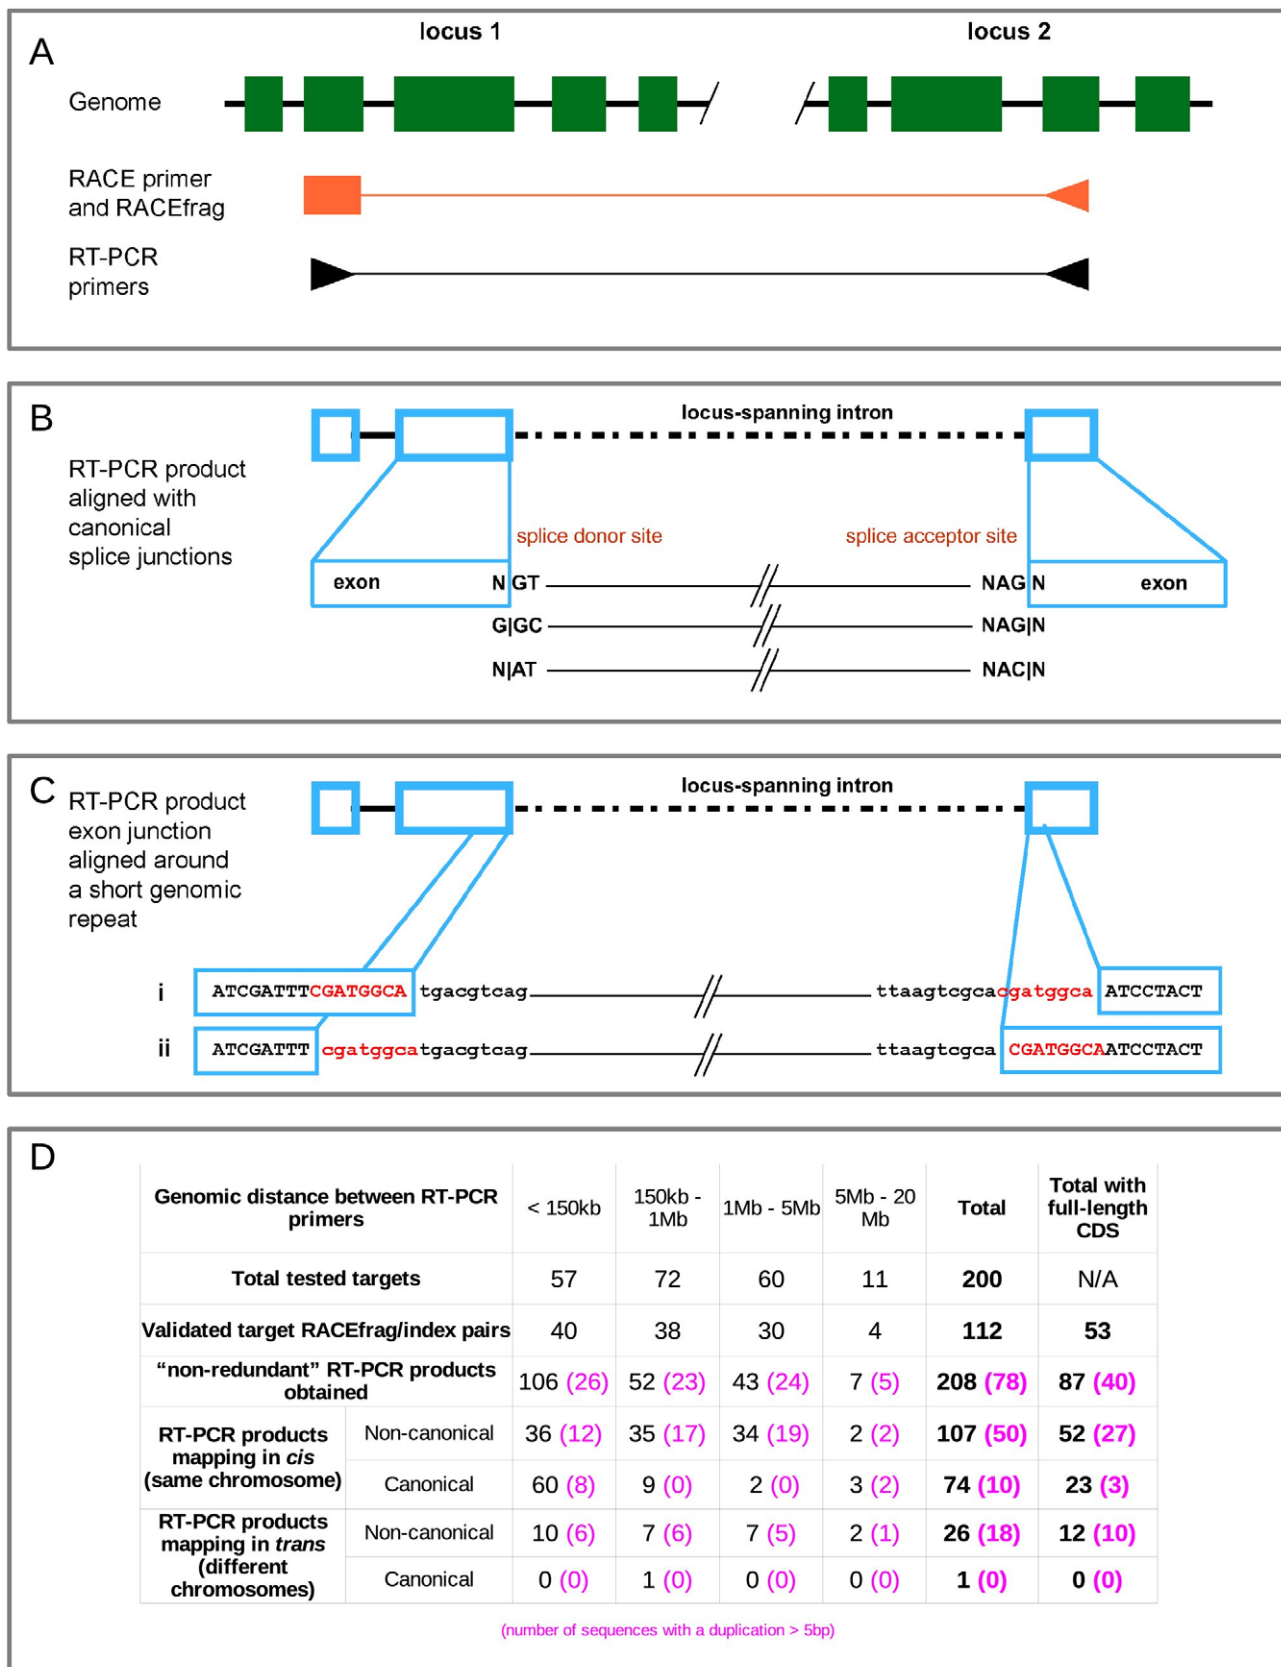 A
locus 1
locus 2
Genome
RACE primer
and RACEfrag
RT-PCR
primers
B
locus-spanning intron
RT-PCR product
aligned with
canonical
splice junctions
splice donor site
splice acceptor site
exon
N GT
NAG N
exon
G|GC
NAG|N
N|AT
NAC|N
C
locus-spanning intron
RT-PCR product
exon junction
aligned around
a short genomic
repeat
i
ATCGATTTCGATGGCA tgacgtcag
ttaagtcgcacgatggca ATCCTACT
ii
ATCGATTT cgatggcatgacgtcag
ttaagtcgca CGATGGCAATCCTACT
D
Genomic distance between RT-PCR
primers
< 150kb
150kb -
1Mb
1Mb - 5Mb
5Mb - 20
Mb
Total
Total with
full-length
CDS
Total tested targets 57 72 60 11 200 N/A
Validated target RACEfrag/index pairs 40 38 30 4 112 53
“non-redundant” RT-PCR products
obtained
106 (26) 52 (23) 43 (24) 7 (5) 208 (78) 87 (40)
RT-PCR products
mapping in cis
(same chromosome)
Non-canonical 36 (12) 35 (17) 34 (19) 2 (2) 107 (50) 52 (27)
Canonical 60 (8) 9 (0) 2 (0) 3 (2) 74 (10) 23 (3)
RT-PCR products
mapping in trans
(different
chromosomes)
Non-canonical 10 (6) 7 (6) 7 (5) 2 (1) 26 (18) 12 (10)
Canonical 0 (0) 1 (0) 0 (0) 0 (0) 1 (0) 0 (0)
(number of sequences with a duplication > 5bp)